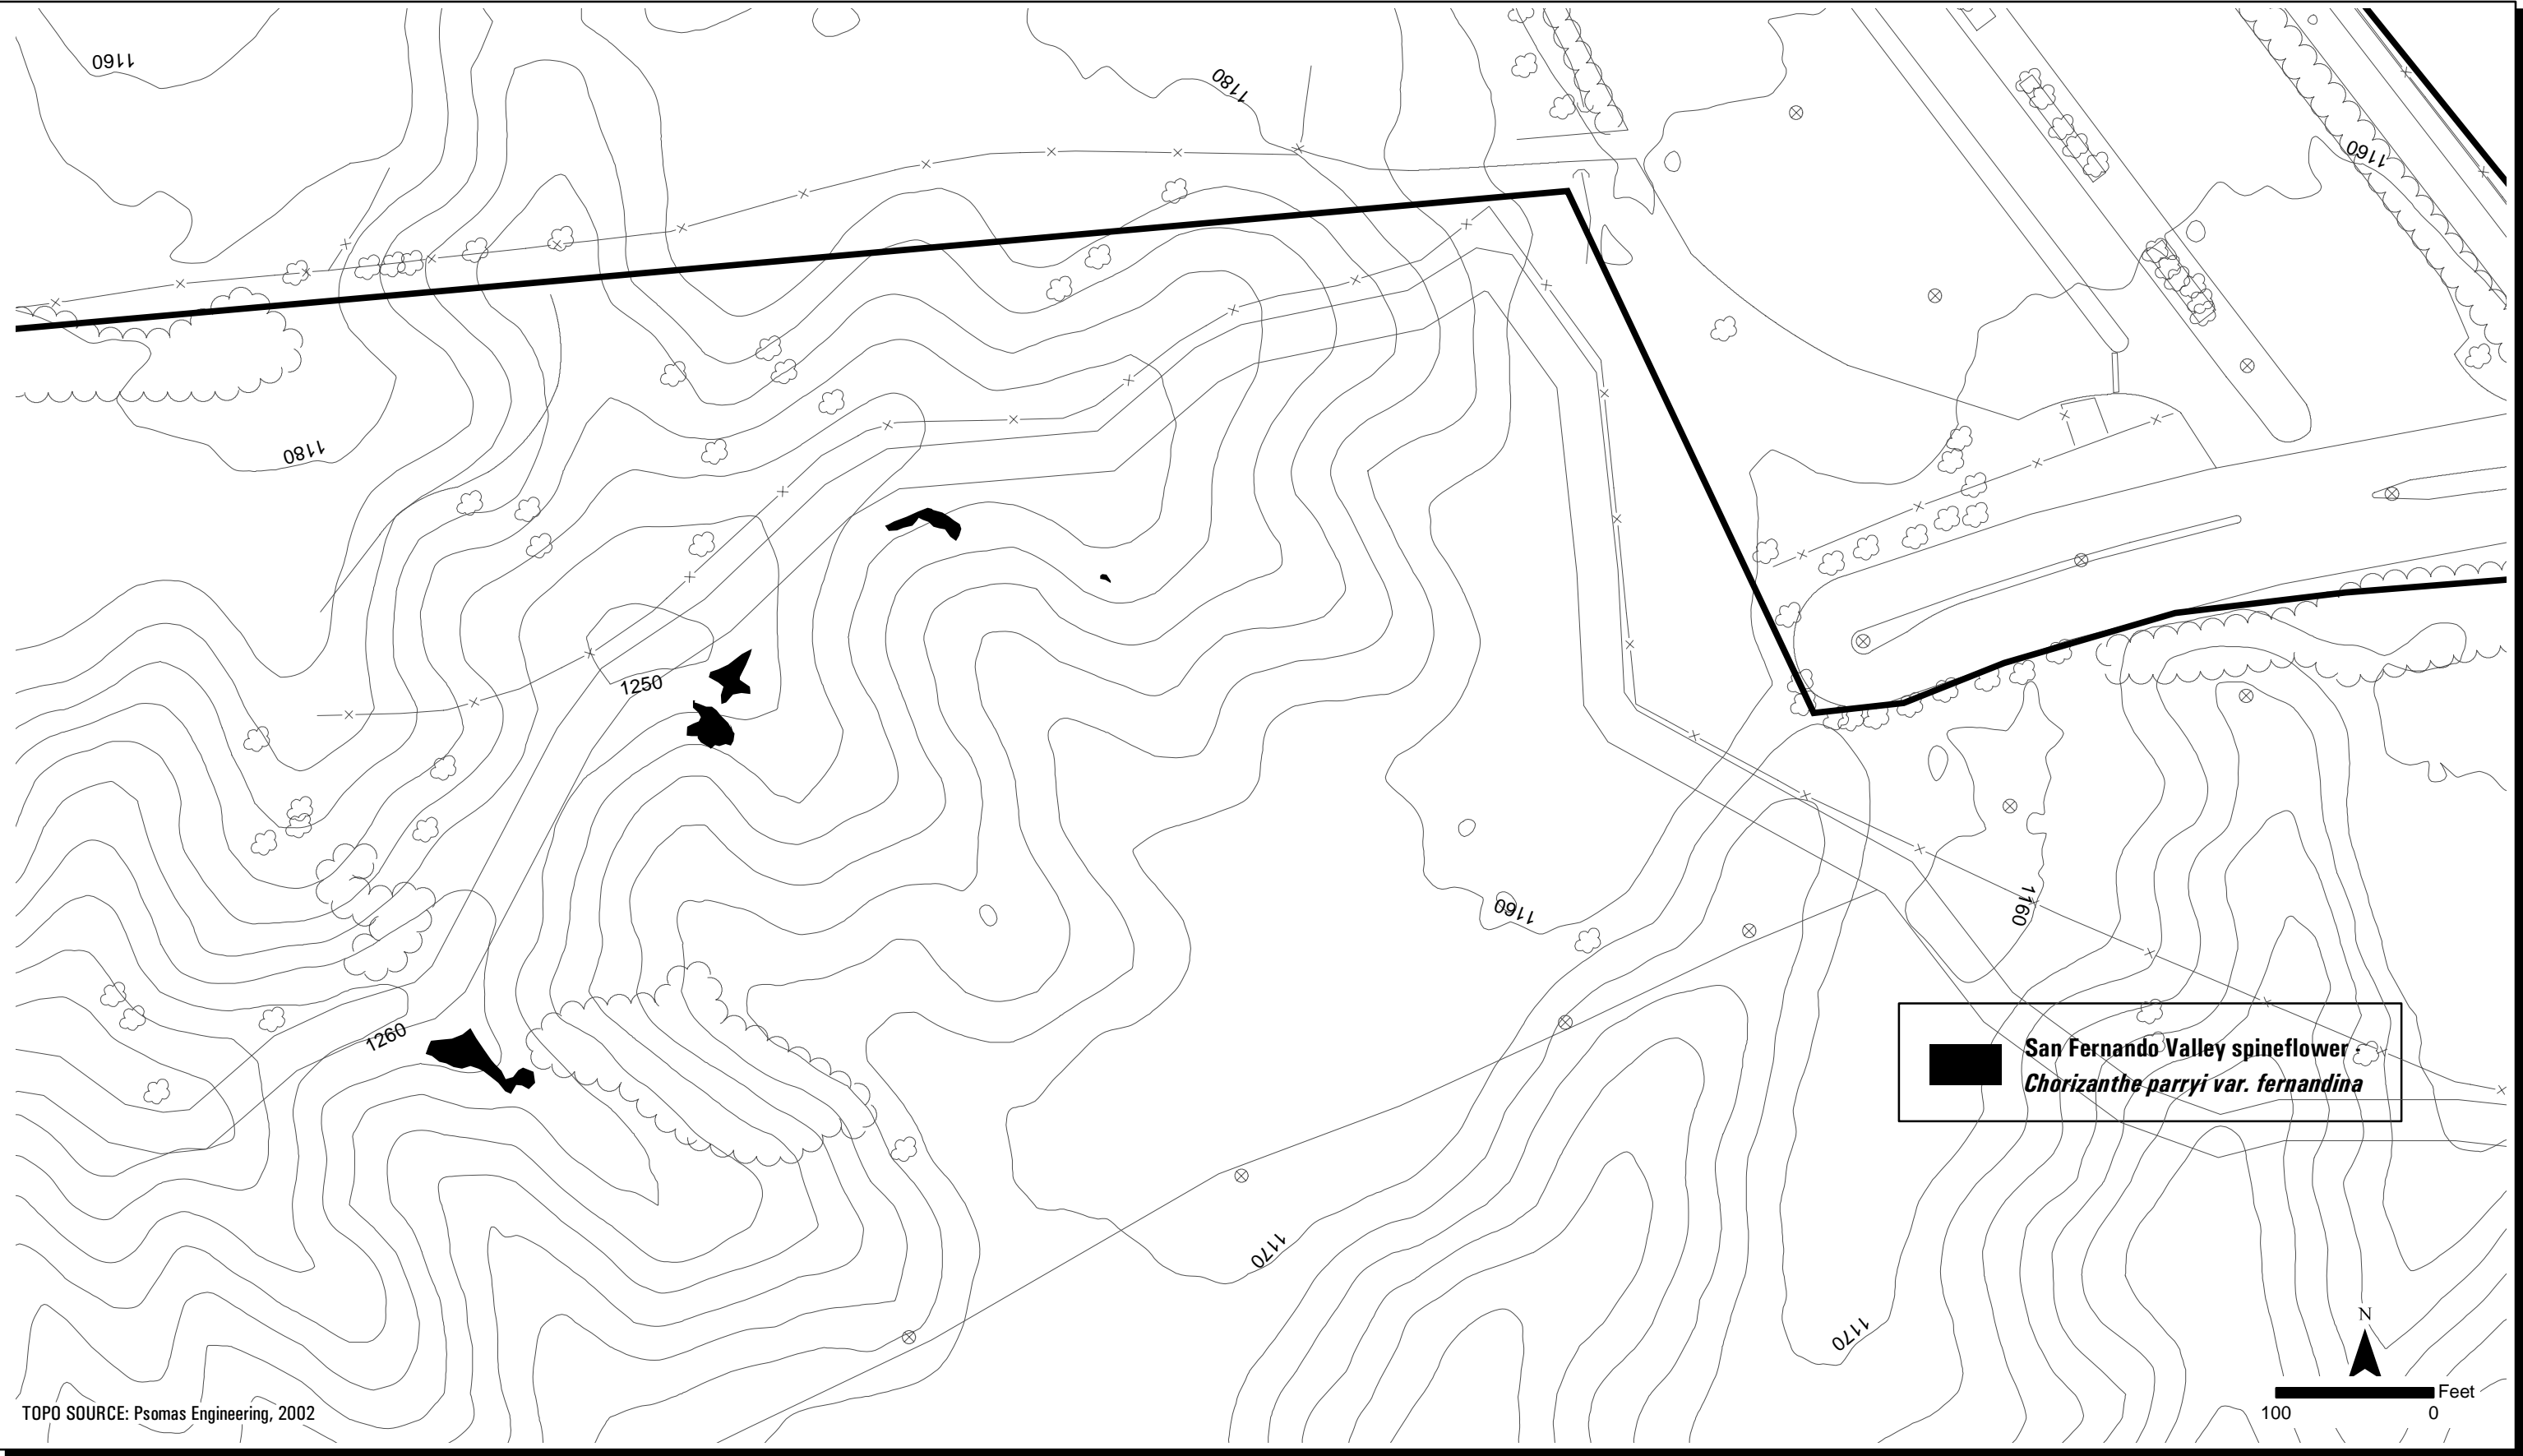 1160
1180
1160
1180
1250
1160
1160
1260
San Fernando Valley spineflower -
Chorizanthe parryi var. fernandina
1170
1170
N
Feet
100 0
TOPO SOURCE: Psomas Engineering, 2002